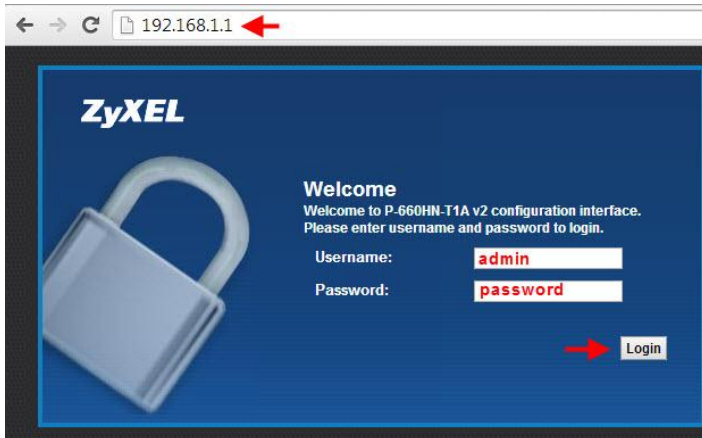 192.168.1.1
ZyXEL
Welcome
Welcome to P-660HN-T1A v2 configuration interface.
Please enter username and password to login.
Username: admin
Password: password
Login